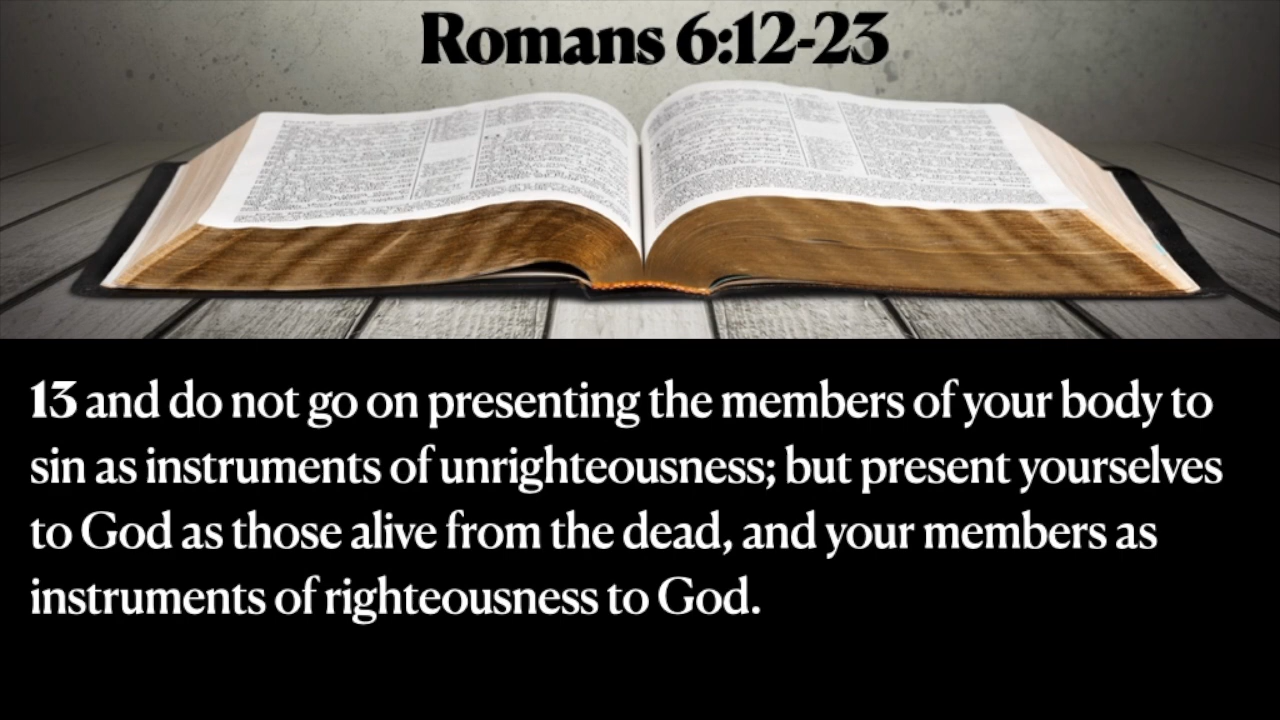 Romans 6:12-23
13 and do not go on presenting the members of your body to
sin as instruments of unrighteousness; but present yourselves
to God as those alive from the dead, and your members as
instruments of righteousness to God.